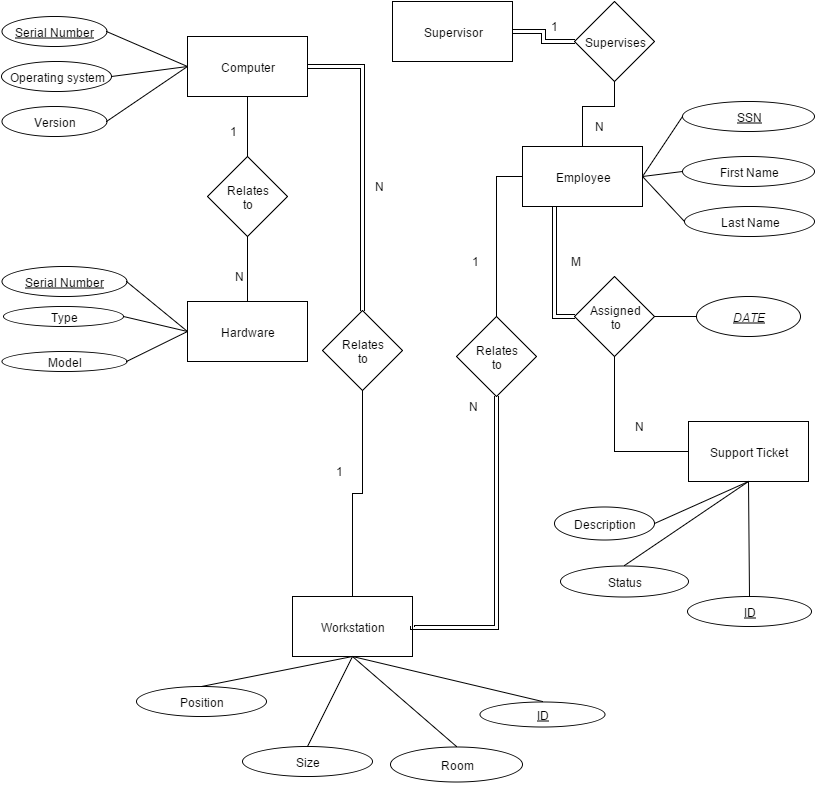 Supervisor
1
Supervises
Serial Number
Operating system
Version
Computer
1
N
Relates
to
N
Serial Number
Type
Model
Hardware
Relates
to
1
N
Employee
SSN
First Name
Last Name
1
M
Relates
to
N
Assigned
to
DATE
N
Support Ticket
Description
Status
ID
Workstation
Position
Size
Room
ID